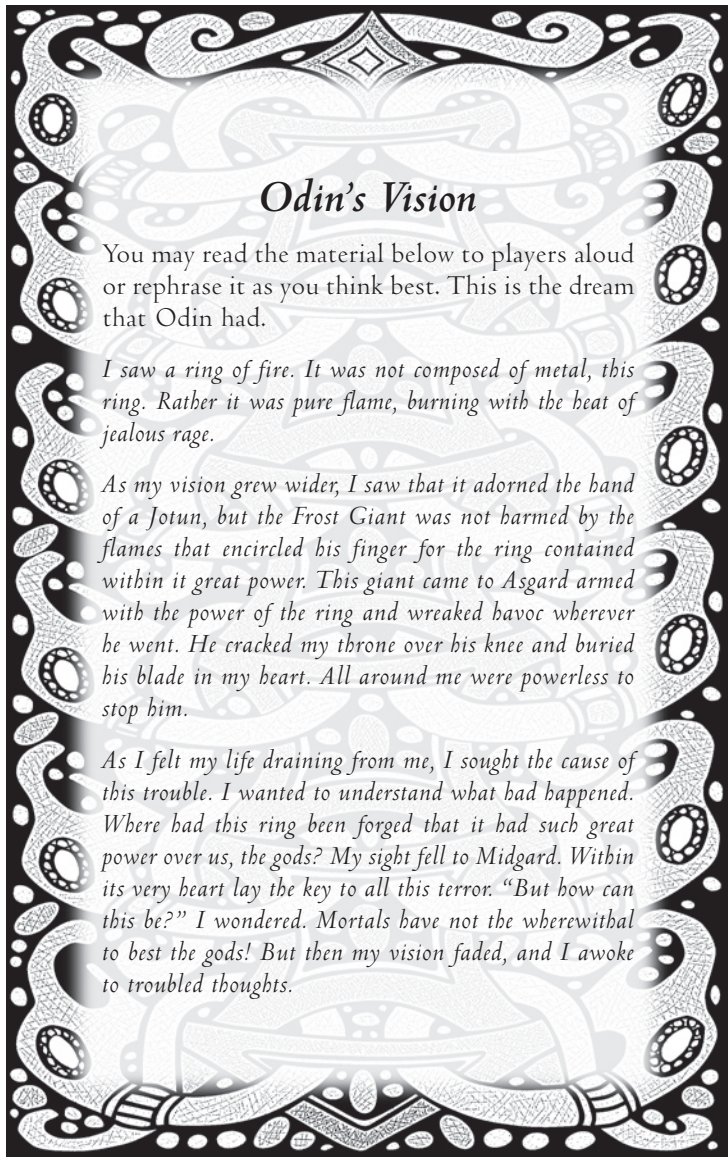 Odin’s Vision
You may read the material below to players aloud
or rephrase it as you think best. This is the dream
that Odin had.
I saw a ring of fire. It was not composed of metal, this
ring. Rather it was pure flame, burning with the heat of
jealous rage.
As my vision grew wider, I saw that it adorned the hand
of a Jotun, but the Frost Giant was not harmed by the
flames that encircled his finger for the ring contained
within it great power. This giant came to Asgard armed
with the power of the ring and wreaked havoc wherever
he went. He cracked my throne over his knee and buried
his blade in my heart. All around me were powerless to
stop him.
As I felt my life draining from me, I sought the cause of
this trouble. I wanted to understand what had happened.
Where had this ring been forged that it had such great
power over us, the gods? My sight fell to Midgard. Within
its very heart lay the key to all this terror. “But how can
this be?” I wondered. Mortals have not the wherewithal
to best the gods! But then my vision faded, and I awoke
to troubled thoughts.